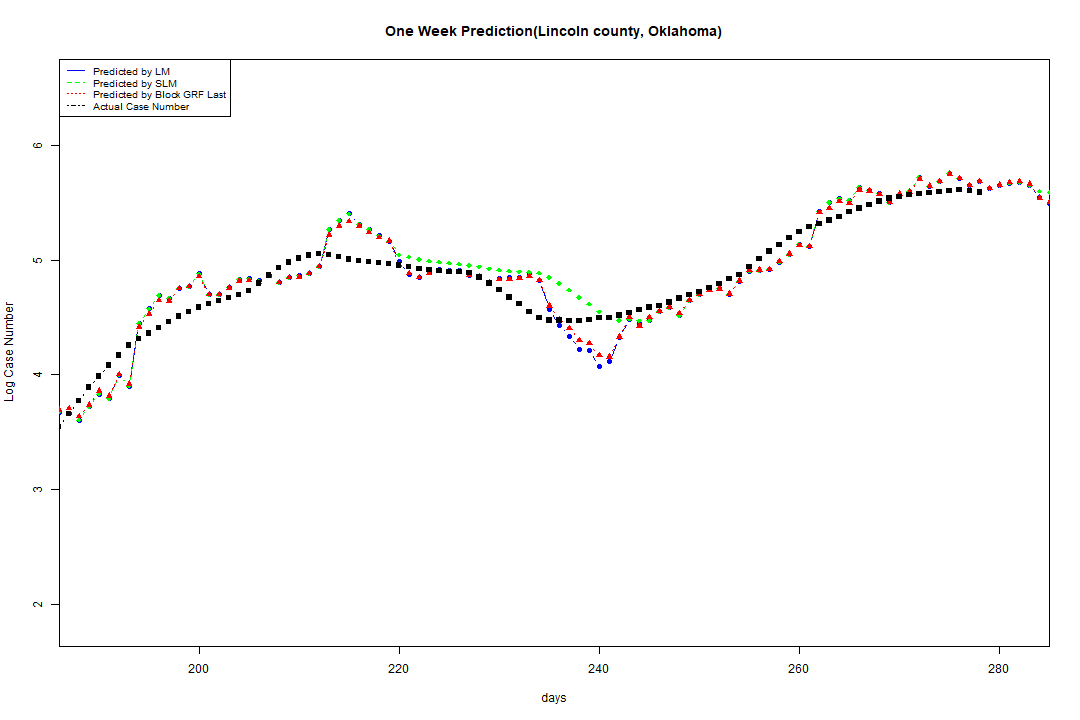 One Week Prediction(Lincoln county, Oklahoma)
Predicted by LM
Predicted by SLM
Predicted by Block GRF Last
Actual Case Number
Log Case Number
6
5
4
3
2
200 220 240 260 280
days